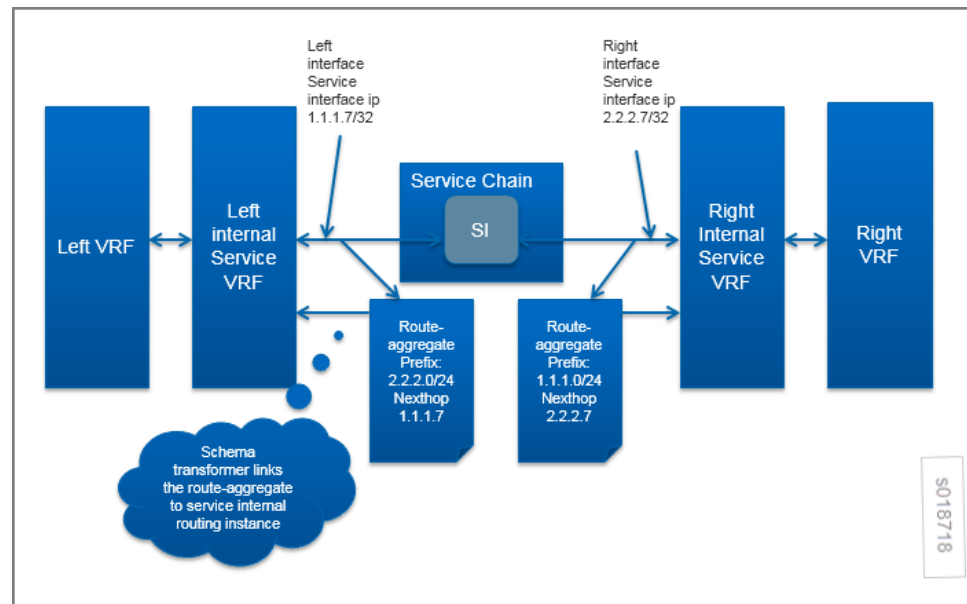 Left
interface
Service
interface ip
1.1.1.7/32
Right
interface
Service
interface ip
2.2.2.7/32
Left VRF
Left
internal
Service
VRF
Service Chain
SI
Right
Internal
Service
VRF
Right
VRF
Route-
aggregate
Prefix:
2.2.2.0/24
Nexthop
1.1.1.7
Route-
aggregate
Prefix:
1.1.1.0/24
Nexthop
2.2.2.7
Schema
transformer links
the route-aggregate
to service internal
routing instance
s018718